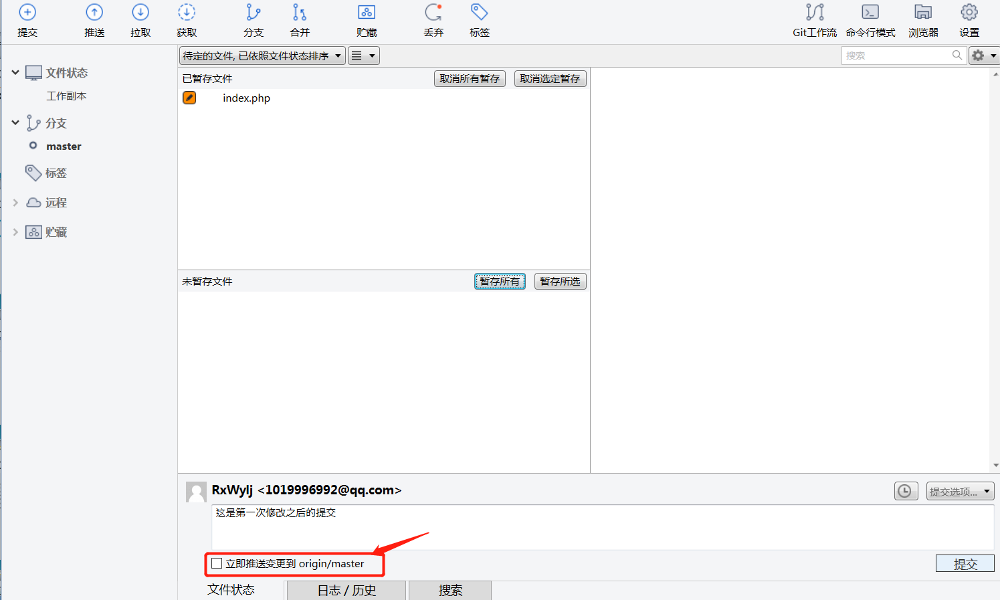 提交 推送 拉取 获取 分支 合并 贮藏 丢弃 标签 Git工作流 命令行模式 浏览器 设置
待定的文件, 已依照文件状态排序 搜索
文件状态
工作副本
分支
master
标签
远程
贮藏
已暂存文件 取消所有暂存 取消选定暂存
index.php
未暂存文件 暂存所有 暂存所选
RxWylj <1019996992@qq.com> 提交选项...
这是第一次修改之后的提交
立即推送变更到 origin/master 提交
文件状态 日志 / 历史 搜索